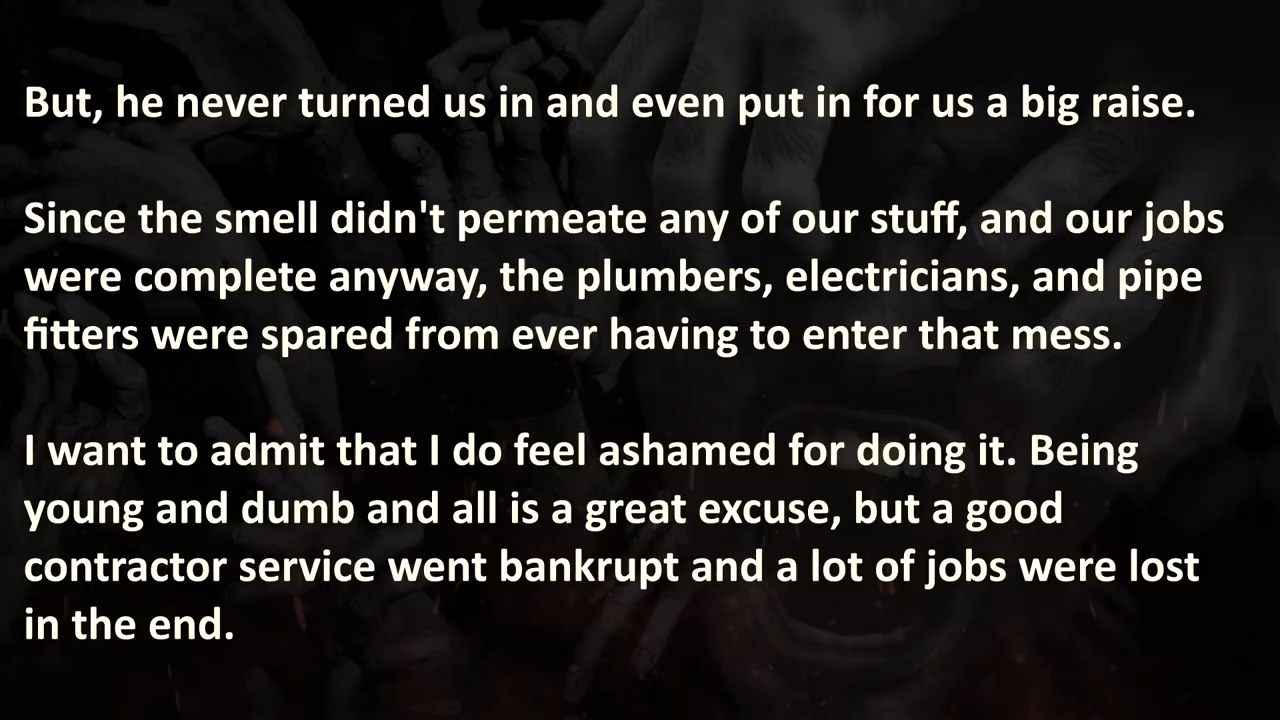 But, he never turned us in and even put in for us a big raise.
Since the smell didn't permeate any of our stuff, and our jobs
were complete anyway, the plumbers, electricians, and pipe
fitters were spared from ever having to enter that mess.
I want to admit that I do feel ashamed for doing it. Being
young and dumb and all is a great excuse, but a good
contractor service went bankrupt and a lot of jobs were lost
in the end.